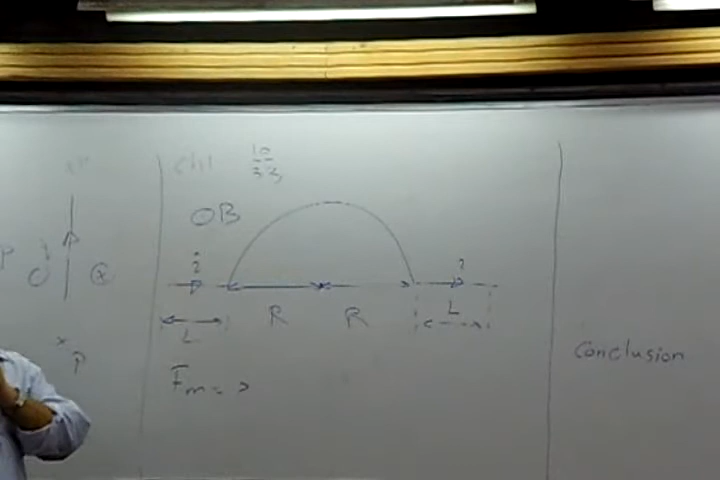 ch1 10/33
OB
i
i
R
R
L
L
P
Fm = >
i
P
Conclusion